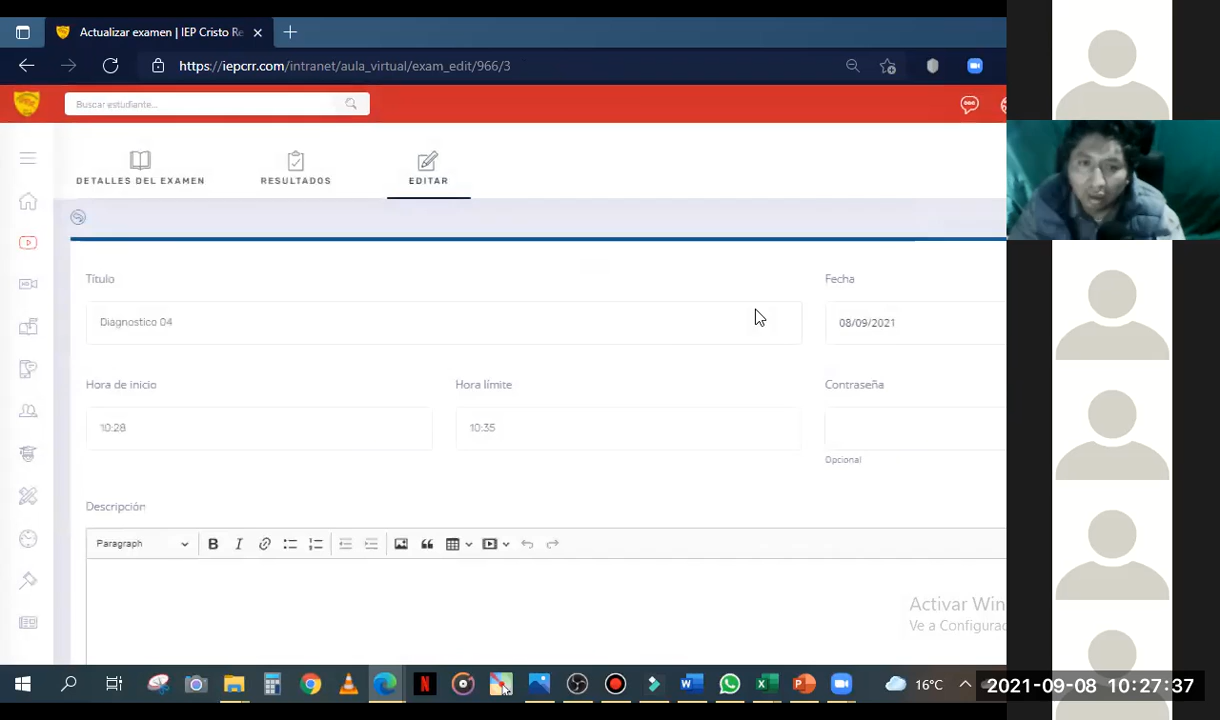 Actualizar examen | IEP Cristo Re
https://iepcrr.com/intranet/aula_virtual/exam_edit/966/3
Buscar estudiante...
DETALLES DEL EXAMEN
RESULTADOS
EDITAR
Título
Fecha
Diagnostico 04
08/09/2021
Hora de inicio
Hora límite
Contraseña
10:28
10:35
Opcional
Descripción
Paragraph
Activar Win
Ve a Configurac
16°C
2021-09-08 10:27:37